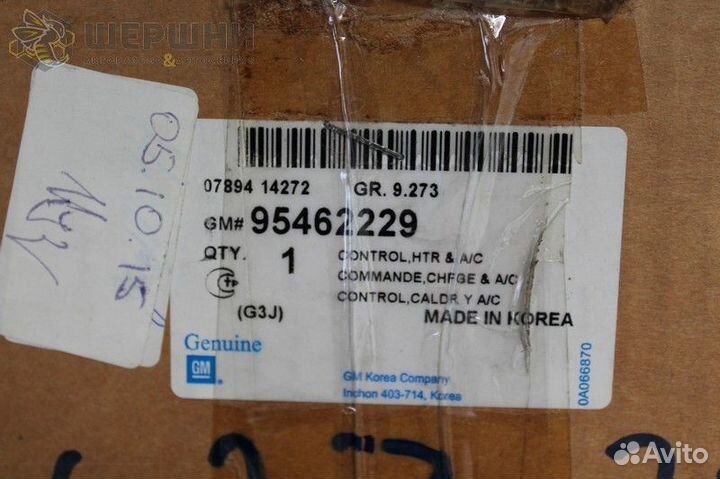 ШЕРШНИ
05.10.15
07894 14272 GR. 9.273
GM# 95462229
QTY. 1 CONTROL,HTR & A/C
COMMANDE,CHFGE & A/C
CONTROL,CALDR Y A/C
(G3J) MADE IN KOREA
Genuine
GM
GM Korea Company
Inchon 403-714, Korea
0A066870
Avito